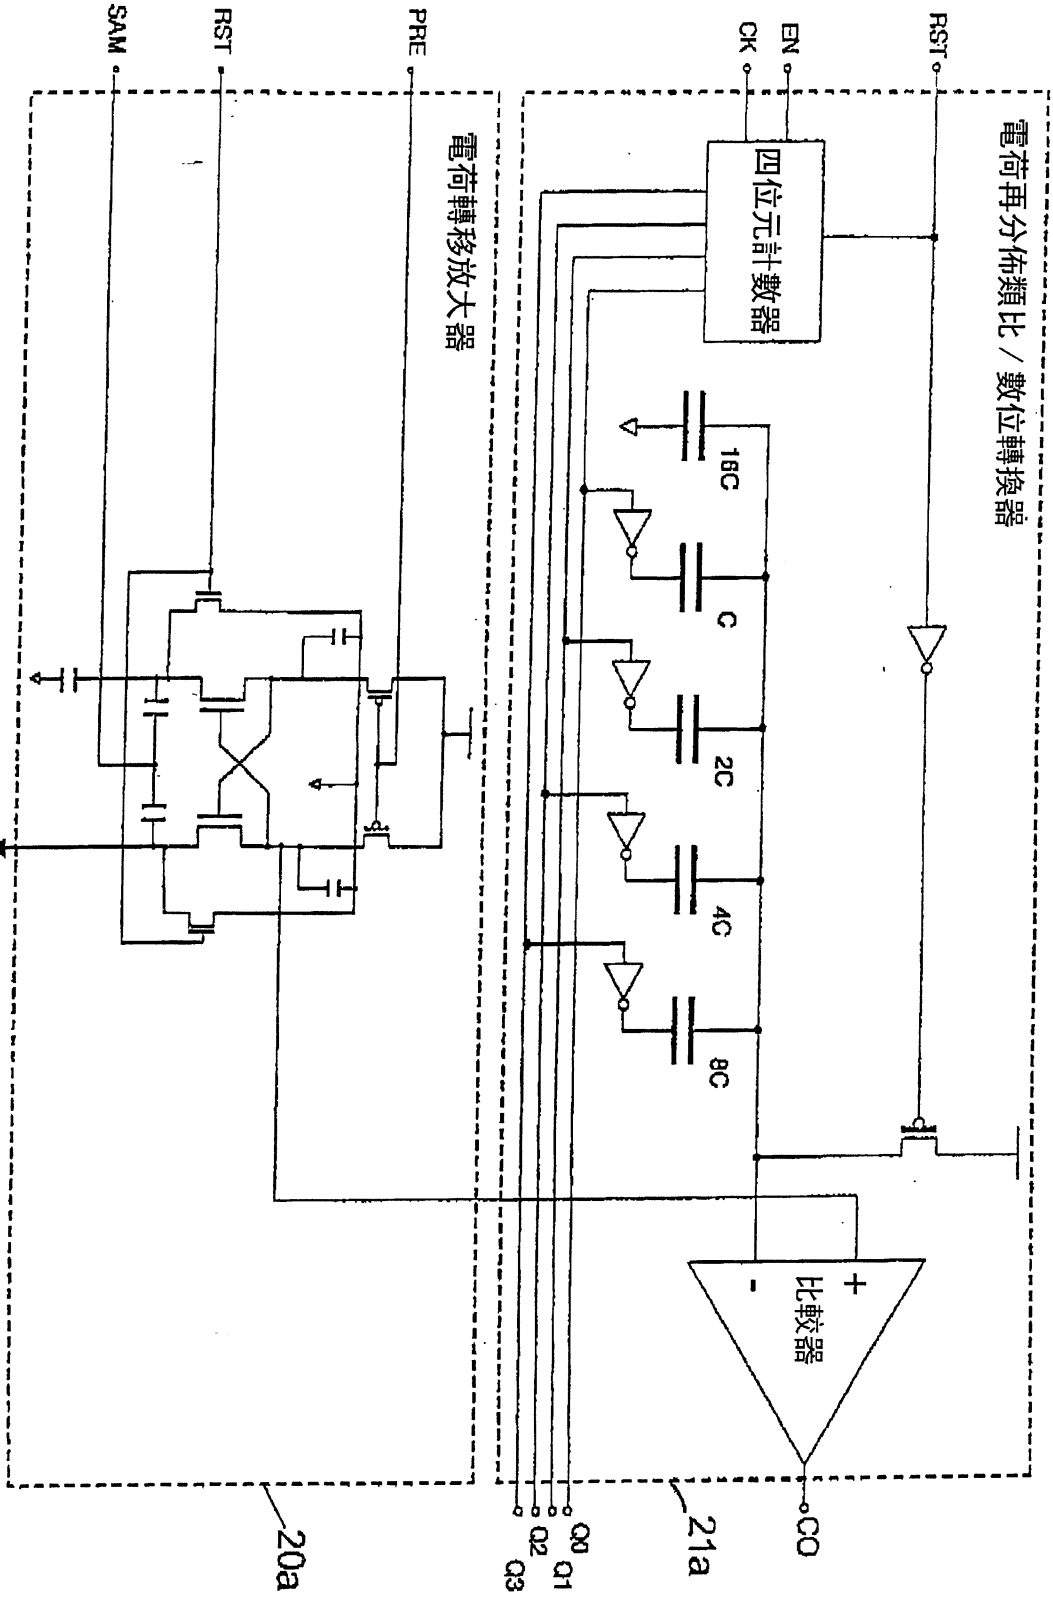 電荷再分佈類比/數位轉換器
RST
EN
CK
四位元計數器
16C
C
2C
4C
8C
+
-
比較器
CO
21a
Q0
Q1
Q2
Q3
電荷轉移放大器
PRE
RST
SAM
20a